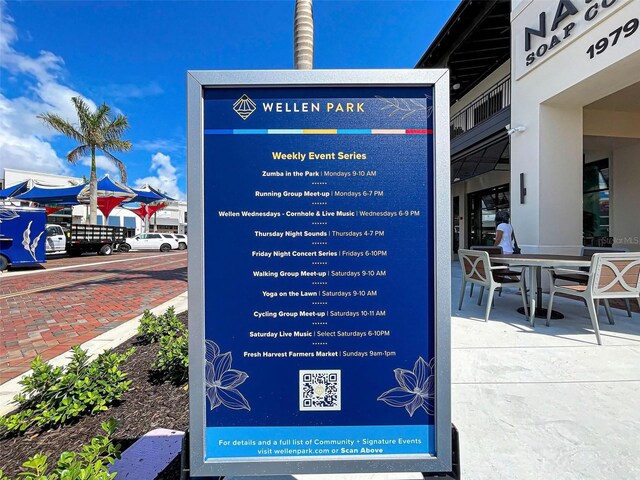 NA
SOAP CO
1979
WELLEN PARK
Weekly Event Series
Zumba in the Park | Mondays 9-10 AM
Running Group Meet-up | Mondays 6-7 PM
Wellen Wednesdays - Cornhole & Live Music | Wednesdays 6-9 PM
Thursday Night Sounds | Thursdays 4-7 PM
Friday Night Concert Series | Fridays 6-10PM
Walking Group Meet-up | Saturdays 9-10 AM
Yoga on the Lawn | Saturdays 9-10 AM
Cycling Group Meet-up | Saturdays 10-11 AM
Saturday Live Music | Select Saturdays 6-10PM
Fresh Harvest Farmers Market | Sundays 9am-1pm
For details and a full list of Community + Signature Events
visit wellenpark.com or Scan Above